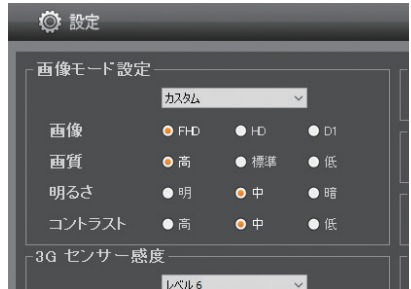 設定
画像モード設定
カスタム
画像 FHD HD D1
画質 高 標準 低
明るさ 明 中 暗
コントラスト 高 中 低
3G センサー感度
レベル 6